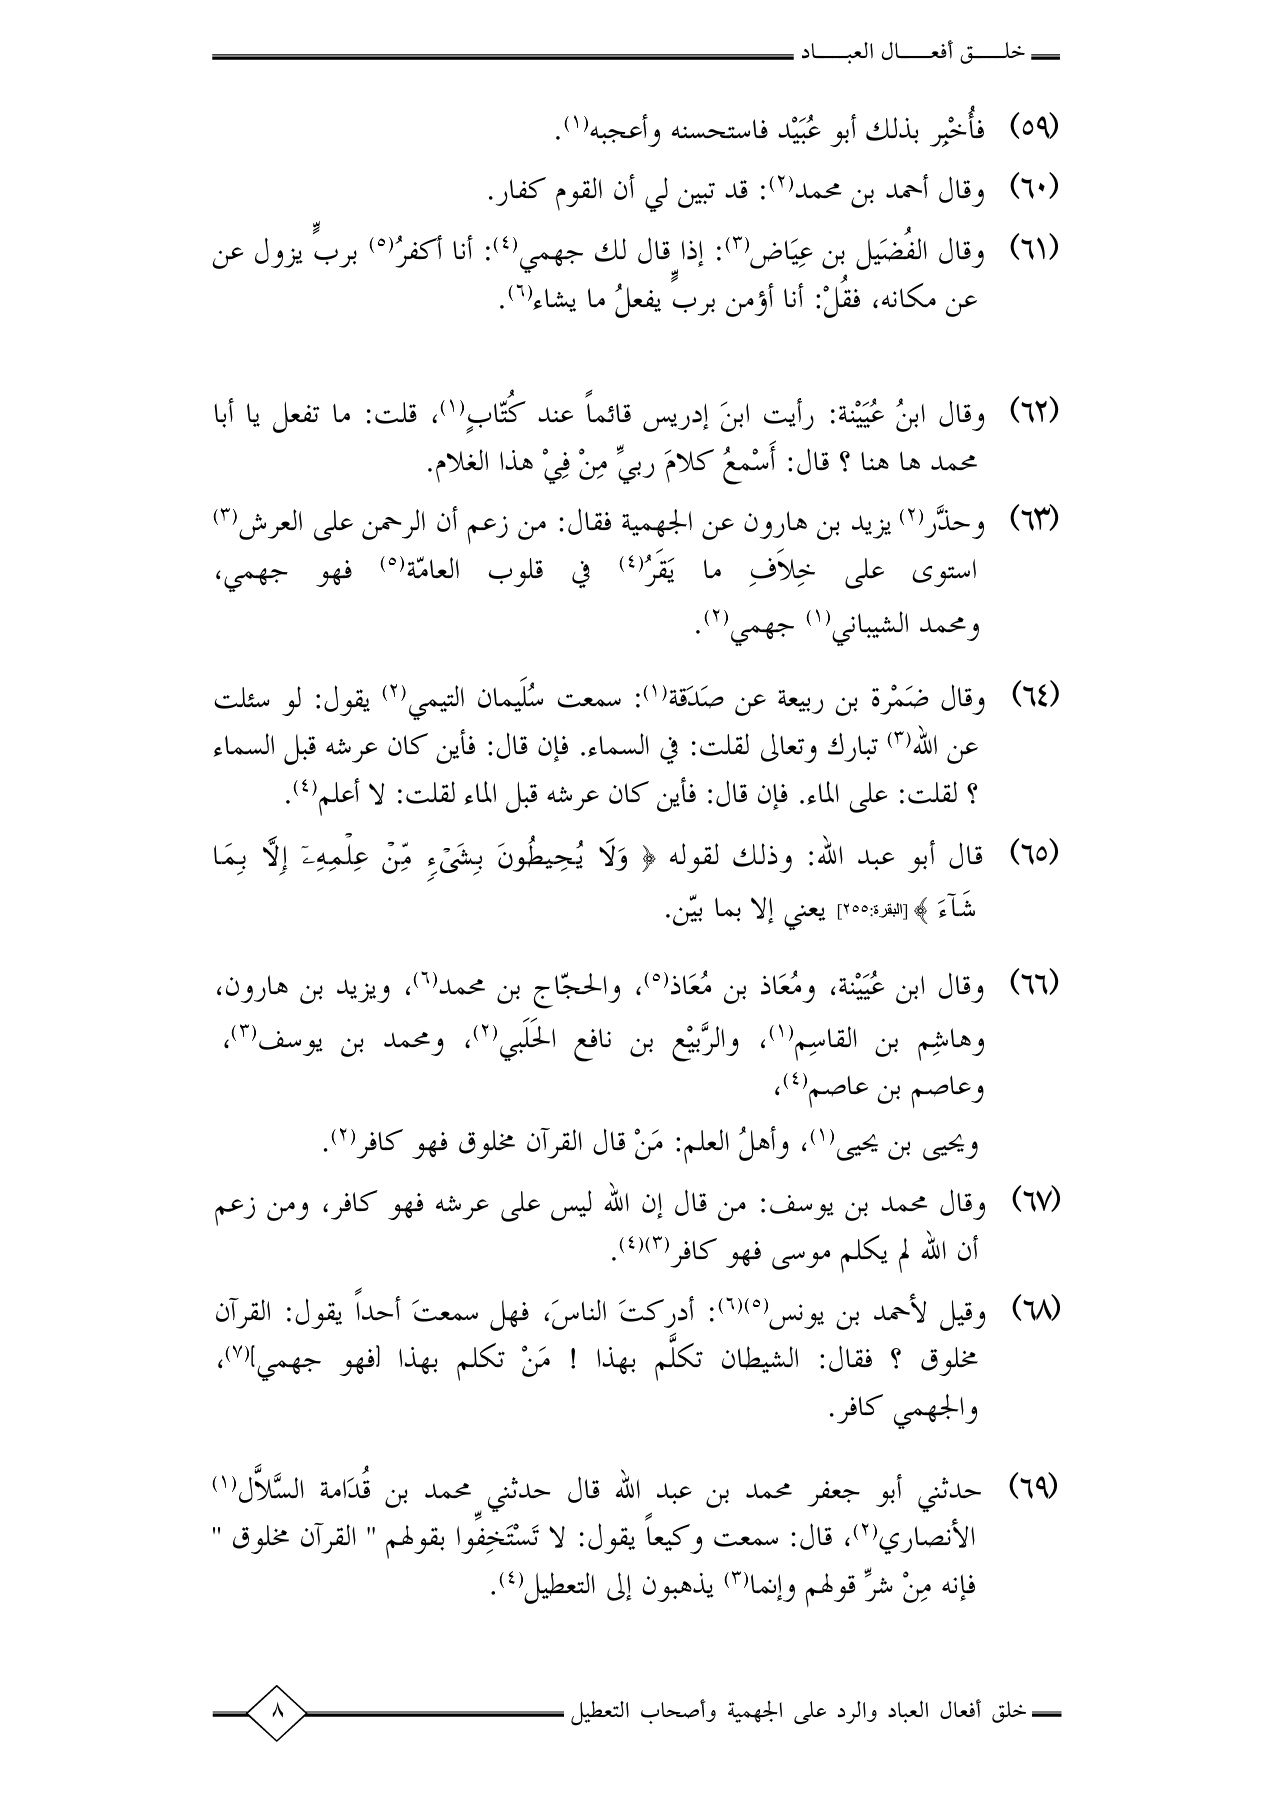 خلــــق أفعــــال العبــــاد
(٥٩) فأُخْبِر بذلك أبو عُبَيْد فاستحسنه وأعجبه(١).
(٦٠) وقال أحمد بن محمد(٢): قد تبين لي أن القوم كفار.
(٦١) وقال الفُضَيل بن عِيَاض(٣): إذا قال لك جهمي(٤): أنا أكفرُ(٥) بربٍّ يزول عن
عن مكانه، فقُلْ: أنا أؤمن بربٍّ يفعلُ ما يشاء(٦).
(٦٢) وقال ابنُ عُيَيْنة: رأيت ابنَ إدريس قائماً عند كُتّابٍ(١)، قلت: ما تفعل يا أبا
محمد ها هنا ؟ قال: أَسْمعُ كلامَ ربيِّ مِنْ فِيْ هذا الغلام.
(٦٣) وحذَّر(٢) يزيد بن هارون عن الجهمية فقال: من زعم أن الرحمن على العرش(٣)
استوى على خِلاَفِ ما يَقَرُ(٤) في قلوب العامّة(٥) فهو جهمي،
ومحمد الشيباني(١) جهمي(٢).
(٦٤) وقال ضَمْرة بن ربيعة عن صَدَقة(١): سمعت سُلَيمان التيمي(٢) يقول: لو سئلت
عن الله(٣) تبارك وتعالى لقلت: في السماء. فإن قال: فأين كان عرشه قبل السماء
؟ لقلت: على الماء. فإن قال: فأين كان عرشه قبل الماء لقلت: لا أعلم(٤).
(٦٥) قال أبو عبد الله: وذلك لقوله ﴿ وَلَا يُحِيطُونَ بِشَىْءٍ مِّنْ عِلْمِهِۦٓ إِلَّا بِمَا
شَآءَ ﴾ [البقرة:٢٥٥] يعني إلا بما بيّن.
(٦٦) وقال ابن عُيَيْنة، ومُعَاذ بن مُعَاذ(٥)، والحجّاج بن محمد(٦)، ويزيد بن هارون،
وهاشِم بن القاسِم(١)، والرَّبيْع بن نافع الحَلَبي(٢)، ومحمد بن يوسف(٣)،
وعاصم بن عاصم(٤)،
ويحيى بن يحيى(١)، وأهلُ العلم: مَنْ قال القرآن مخلوق فهو كافر(٢).
(٦٧) وقال محمد بن يوسف: من قال إن الله ليس على عرشه فهو كافر، ومن زعم
أن الله لم يكلم موسى فهو كافر(٣)(٤).
(٦٨) وقيل لأحمد بن يونس(٥)(٦): أدركتَ الناسَ، فهل سمعتَ أحداً يقول: القرآن
مخلوق ؟ فقال: الشيطان تكلَّم بهذا ! مَنْ تكلم بهذا [فهو جهمي](٧)،
والجهمي كافر.
(٦٩) حدثني أبو جعفر محمد بن عبد الله قال حدثني محمد بن قُدَامة السَّلاَّل(١)
الأنصاري(٢)، قال: سمعت وكيعاً يقول: لا تَسْتَخِفِّوا بقولهم " القرآن مخلوق "
فإنه مِنْ شرِّ قولهم وإنما(٣) يذهبون إلى التعطيل(٤).
خلق أفعال العباد والرد على الجهمية وأصحاب التعطيل ٨